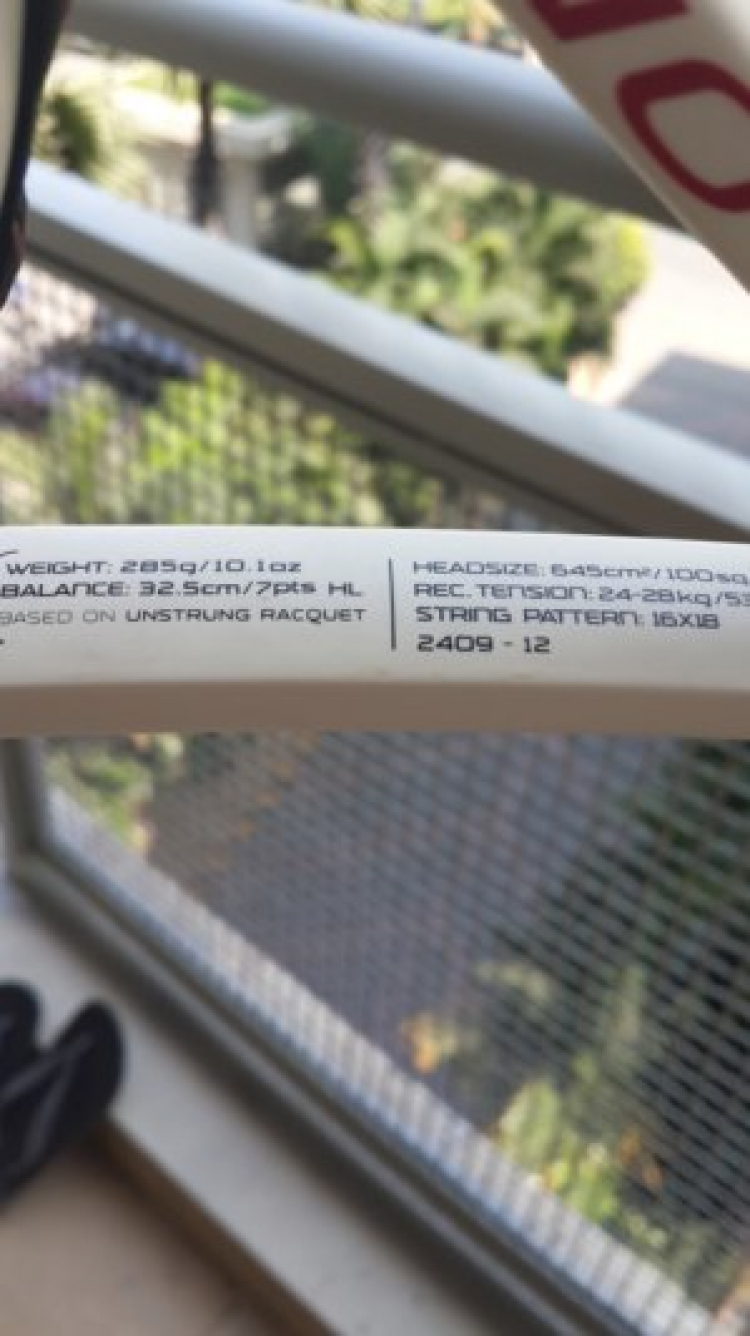 NO
WEIGHT: 285g/10.1oz
BALANCE: 32.5cm/7pts HL
BASED ON UNSTRUNG RACQUET
HEADSIZE: 645cm²/100sq.
REC. TENSION: 24-28kg/53
STRING PATTERN: 16X18
2409 - 12